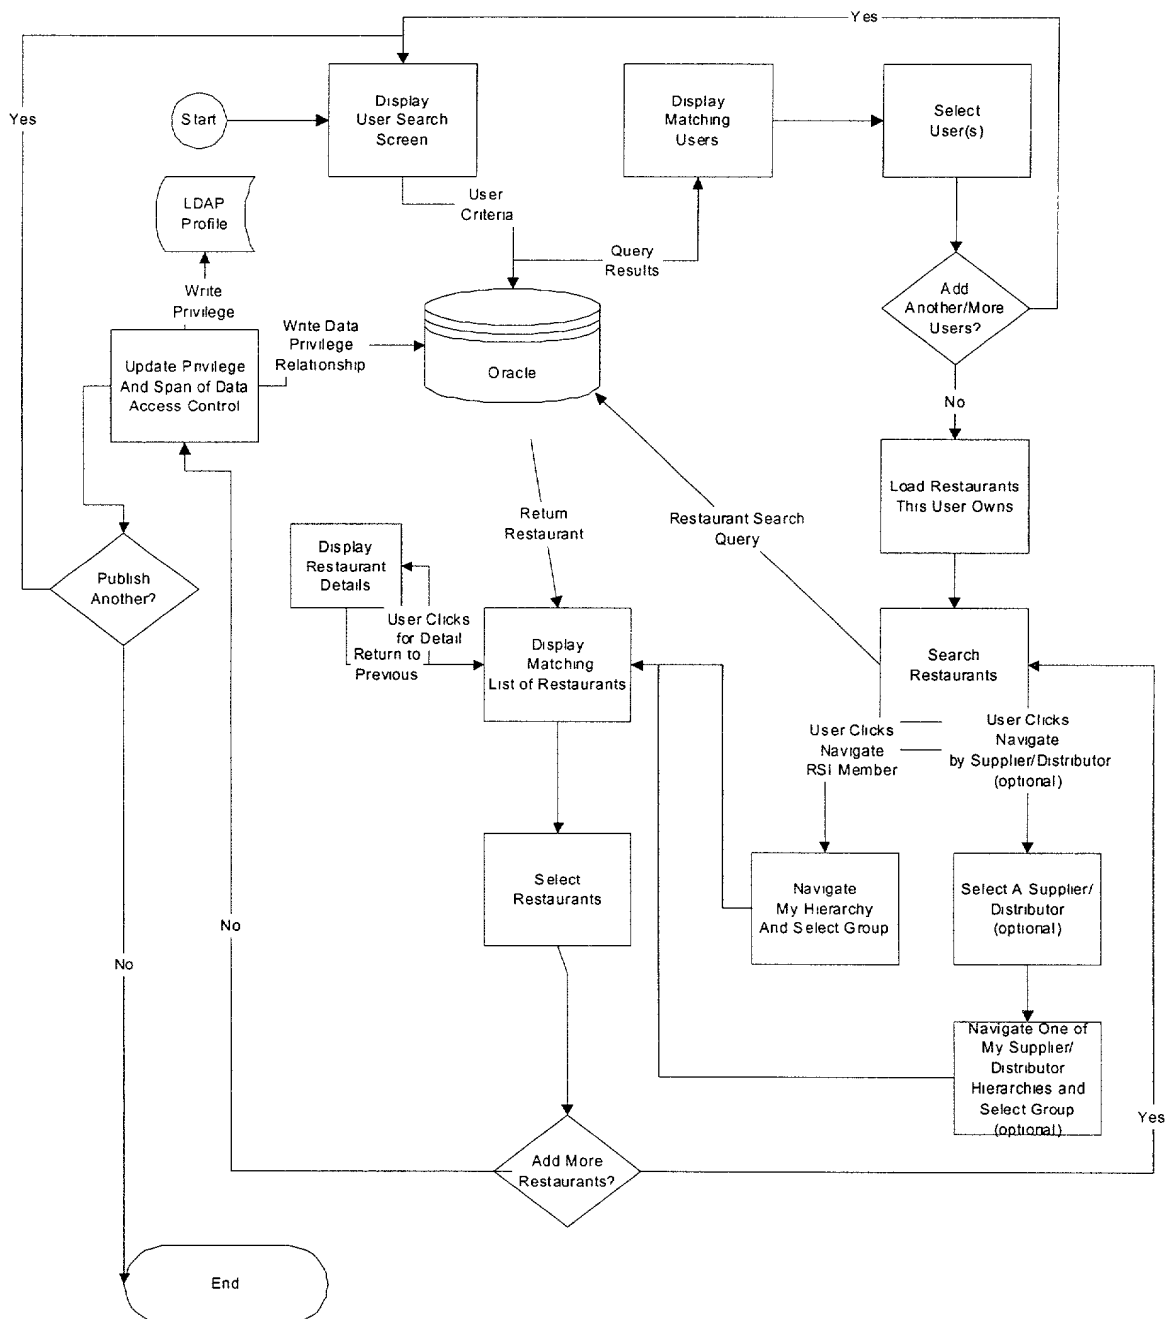 Yes
Yes
Start
Display
User Search
Screen
Display
Matching
Users
Select
User(s)
LDAP
Profile
User
Criteria
Query
Results
Write
Privilege
Write Data
Privilege
Relationship
Add
Another/More
Users?
Update Privilege
And Span of Data
Access Control
Oracle
No
Load Restaurants
This User Owns
Return
Restaurant
Restaurant Search
Query
Display
Restaurant
Details
Publish
Another?
User Clicks
for Detail
Return to
Previous
Display
Matching
List of Restaurants
Search
Restaurants
User Clicks
Navigate
RSI Member
User Clicks
Navigate
by Supplier/Distributor
(optional)
Select
Restaurants
Navigate
My Hierarchy
And Select Group
Select A Supplier/
Distributor
(optional)
No
No
Navigate One of
My Supplier/
Distributor
Hierarchies and
Select Group
(optional)
Yes
Add More
Restaurants?
End